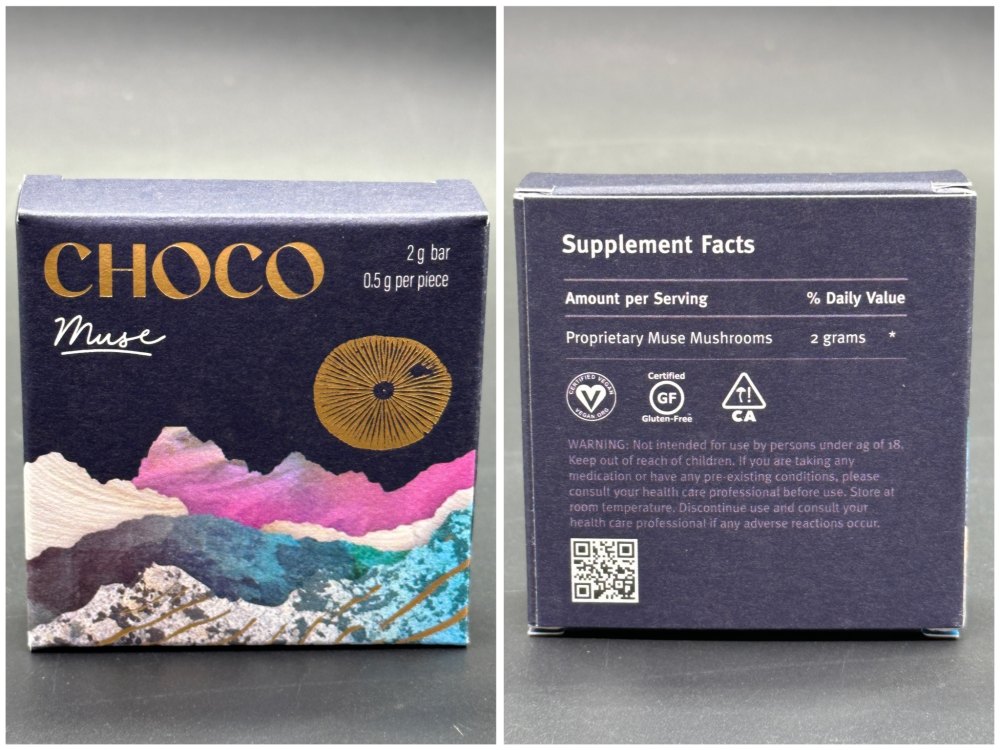 CHOCO
2 g bar
0.5 g per piece
Muse
Supplement Facts
Amount per Serving % Daily Value
Proprietary Muse Mushrooms 2 grams *
CERTIFIED VEGAN
V
VEGAN.ORG
Certified
GF
Gluten-Free
!
CA
WARNING: Not intended for use by persons under ag of 18.
Keep out of reach of children. If you are taking any
medication or have any pre-existing conditions, please
consult your health care professional before use. Store at
room temperature. Discontinue use and consult your
health care professional if any adverse reactions occur.